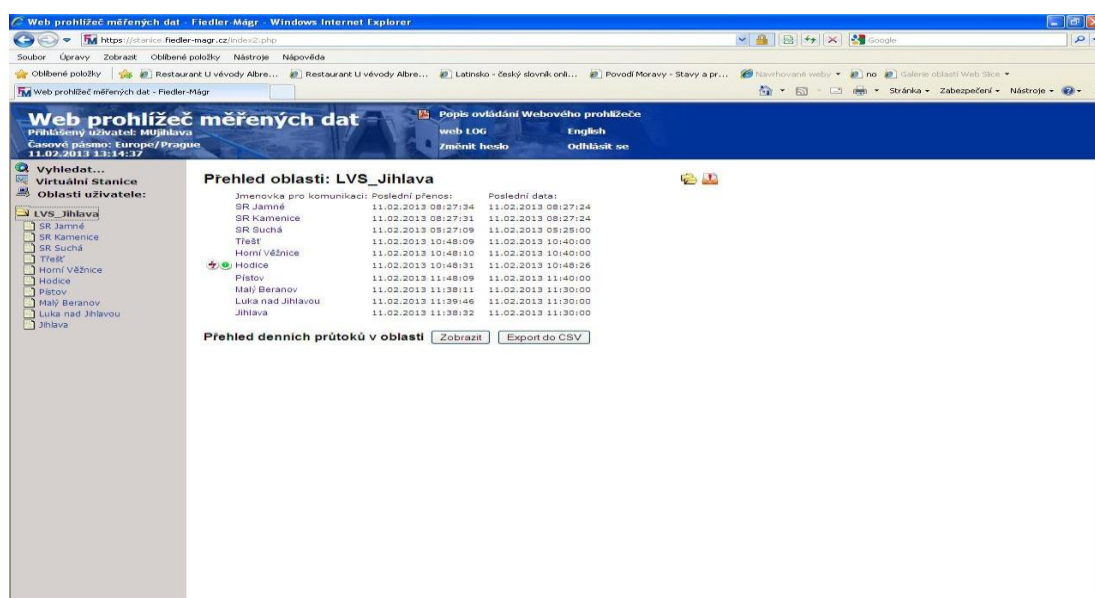 Web prohlížeč měřených dat - Fiedler-Mágr - Windows Internet Explorer
https://stanice.fiedler-magr.cz/index2.php
Google
Soubor Úpravy Zobrazit Oblíbené položky Nástroje Nápověda
Oblíbené položky Restaurant U vévody Albre... Restaurant U vévody Albre... Latinsko - český slovník onli... Povodí Moravy - Stavy a pr... Navrhované weby no Galerie oblastí Web Slice
Web prohlížeč měřených dat - Fiedler-Mágr
Stránka Zabezpečení Nástroje
Web prohlížeč měřených dat
Přihlášený uživatel: MUJihlava
Časové pásmo: Europe/Prague
11.02.2013 13:14:37
Popis ovládání Webového prohlížeče
web LOG English
Změnit heslo Odhlásit se
Vyhledat...
Virtuální Stanice
Oblasti uživatele:
LVS_Jihlava
SR Jamné
SR Kamenice
SR Suchá
Třešť
Horní Věžnice
Hodice
Pístov
Malý Beranov
Luka nad Jihlavou
Jihlava
Přehled oblasti: LVS_Jihlava
Jmenovka pro komunikaci: Poslední přenos: Poslední data:
SR Jamné 11.02.2013 08:27:34 11.02.2013 08:27:24
SR Kamenice 11.02.2013 08:27:31 11.02.2013 08:27:24
SR Suchá 11.02.2013 05:27:09 11.02.2013 05:25:00
Třešť 11.02.2013 10:48:09 11.02.2013 10:40:00
Horní Věžnice 11.02.2013 10:48:10 11.02.2013 10:40:00
Hodice 11.02.2013 10:48:31 11.02.2013 10:48:26
Pístov 11.02.2013 11:48:09 11.02.2013 11:40:00
Malý Beranov 11.02.2013 11:38:11 11.02.2013 11:30:00
Luka nad Jihlavou 11.02.2013 11:39:46 11.02.2013 11:30:00
Jihlava 11.02.2013 11:38:32 11.02.2013 11:30:00
Přehled denních průtoků v oblasti Zobrazit Export do CSV